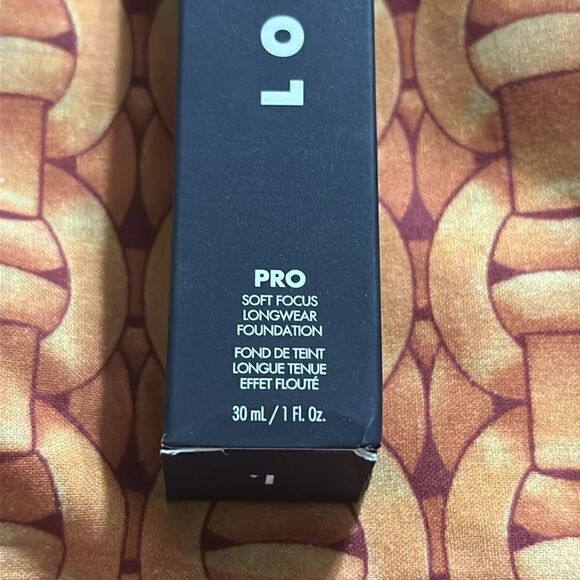 LO
PRO
SOFT FOCUS
LONGWEAR
FOUNDATION
FOND DE TEINT
LONGUE TENUE
EFFET FLOUTÉ
30 mL / 1 Fl. Oz.